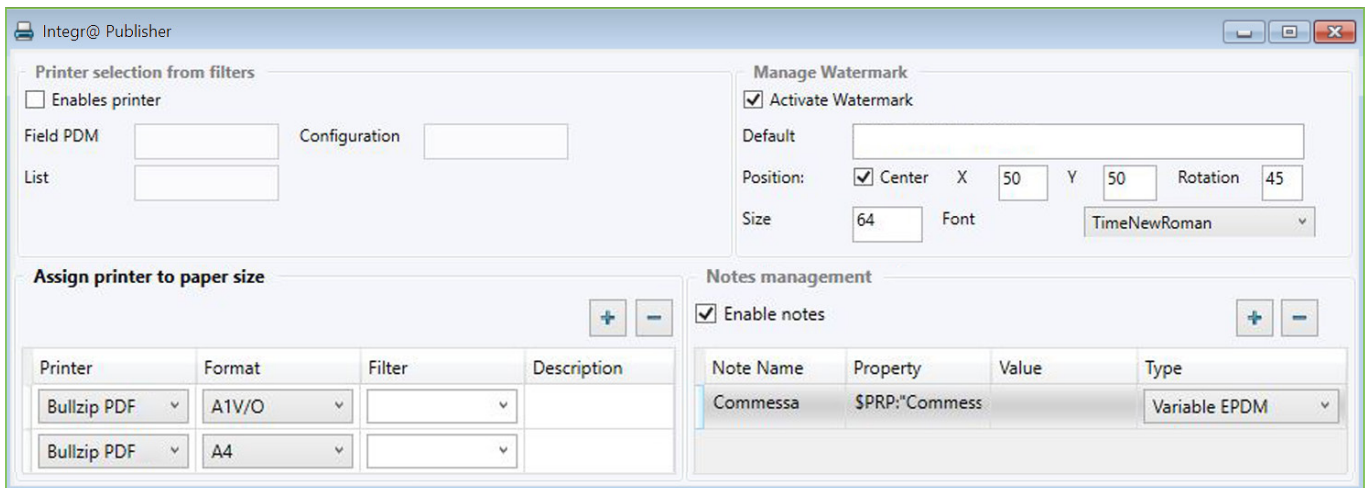 Integr@ Publisher
Printer selection from filters
Enables printer
Field PDM Configuration
List
Manage Watermark
Activate Watermark
Default
Position: Center X 50 Y 50 Rotation 45
Size 64 Font TimeNewRoman
Assign printer to paper size
+ −
Printer Format Filter Description
Bullzip PDF A1V/O
Bullzip PDF A4
Notes management
Enable notes + −
Note Name Property Value Type
Commessa $PRP:"Commess Variable EPDM